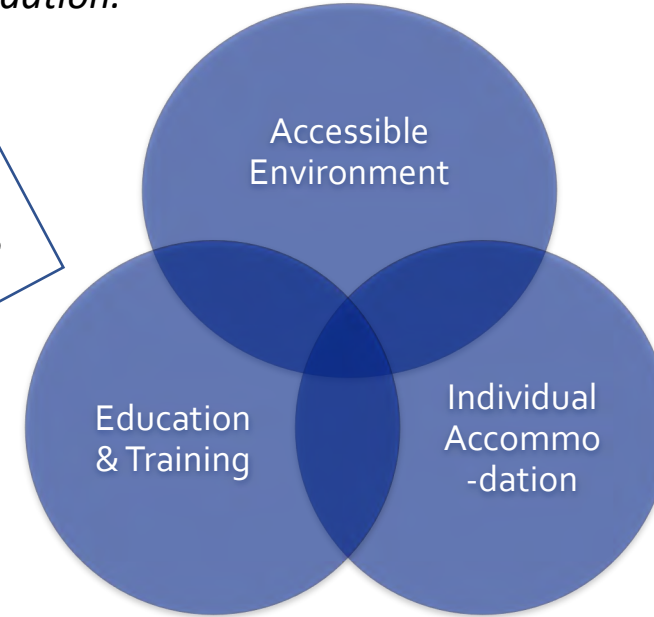 Accessible
Environment
Education
& Training
Individual
Accommo
-dation